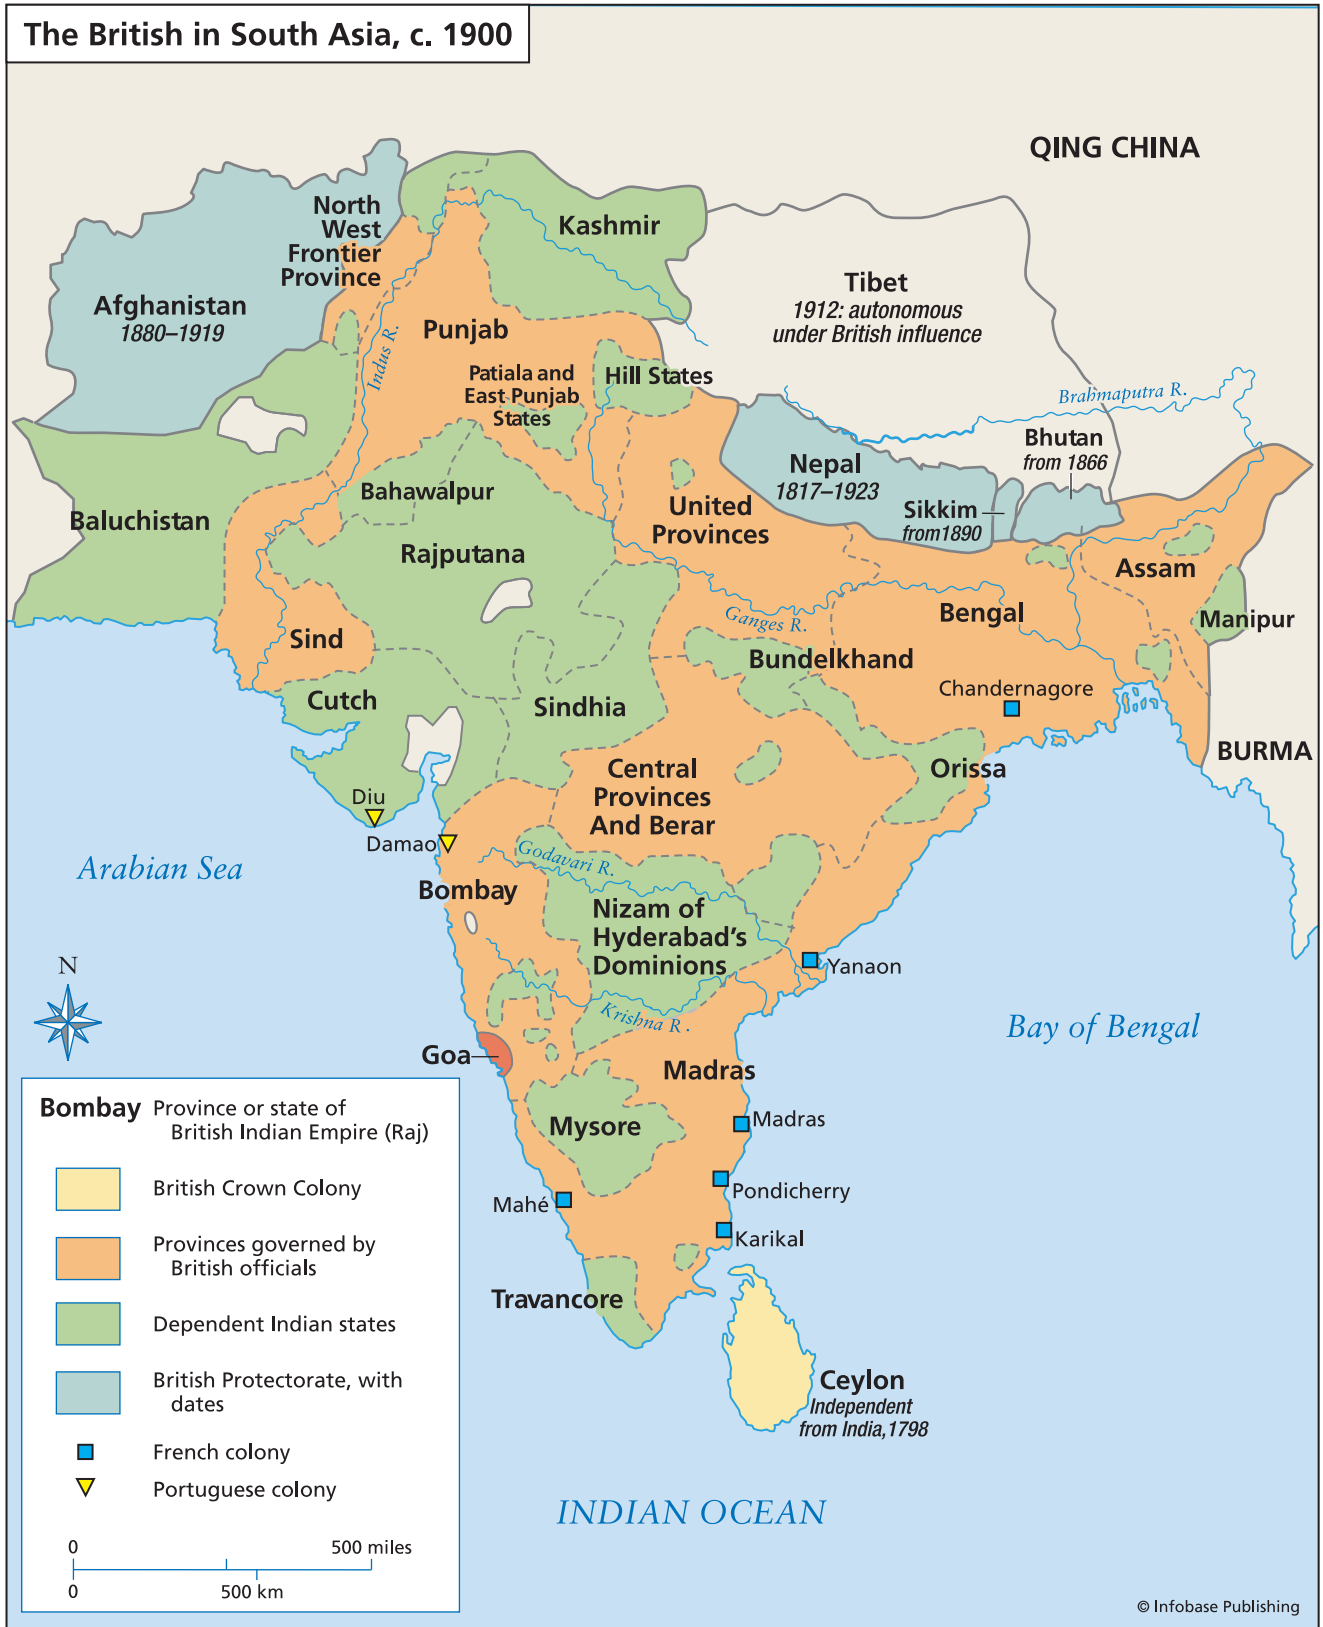 The British in South Asia, c. 1900
QING CHINA
North
West
Frontier
Province
Kashmir
Afghanistan
1880–1919
Tibet
1912: autonomous
under British influence
Punjab
Indus R.
Patiala and
East Punjab
States
Hill States
Brahmaputra R.
Bhutan
from 1866
Nepal
1817–1923
Sikkim
from1890
Bahawalpur
United
Provinces
Baluchistan
Rajputana
Assam
Manipur
Sind
Ganges R.
Bengal
Bundelkhand
Cutch
Sindhia
Chandernagore
BURMA
Central
Provinces
And Berar
Orissa
Diu
Damao
Arabian Sea
Godavari R.
Bombay
Nizam of
Hyderabad's
Dominions
Yanaon
N
Krishna R.
Bay of Bengal
Goa
Madras
Mysore
Madras
Mahé
Pondicherry
Karikal
Travancore
Ceylon
Independent
from India,1798
INDIAN OCEAN
Bombay Province or state of
British Indian Empire (Raj)
British Crown Colony
Provinces governed by
British officials
Dependent Indian states
British Protectorate, with
dates
French colony
Portuguese colony
0 500 miles
0 500 km
© Infobase Publishing